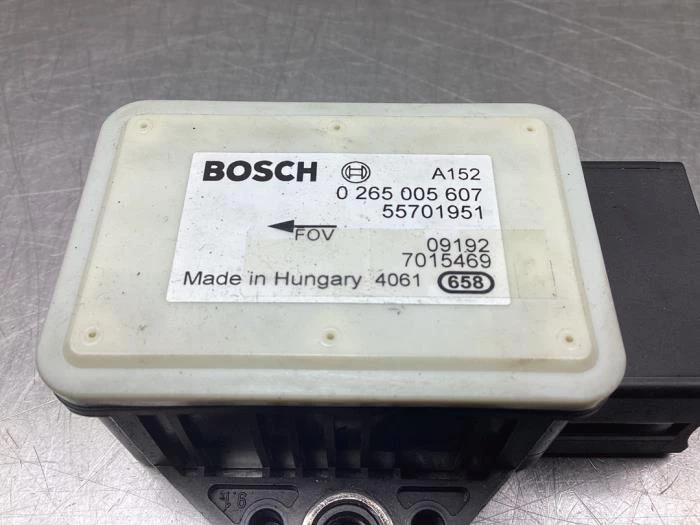 BOSCH A152
0 265 005 607
55701951
FOV
09192
7015469
Made in Hungary 4061 658